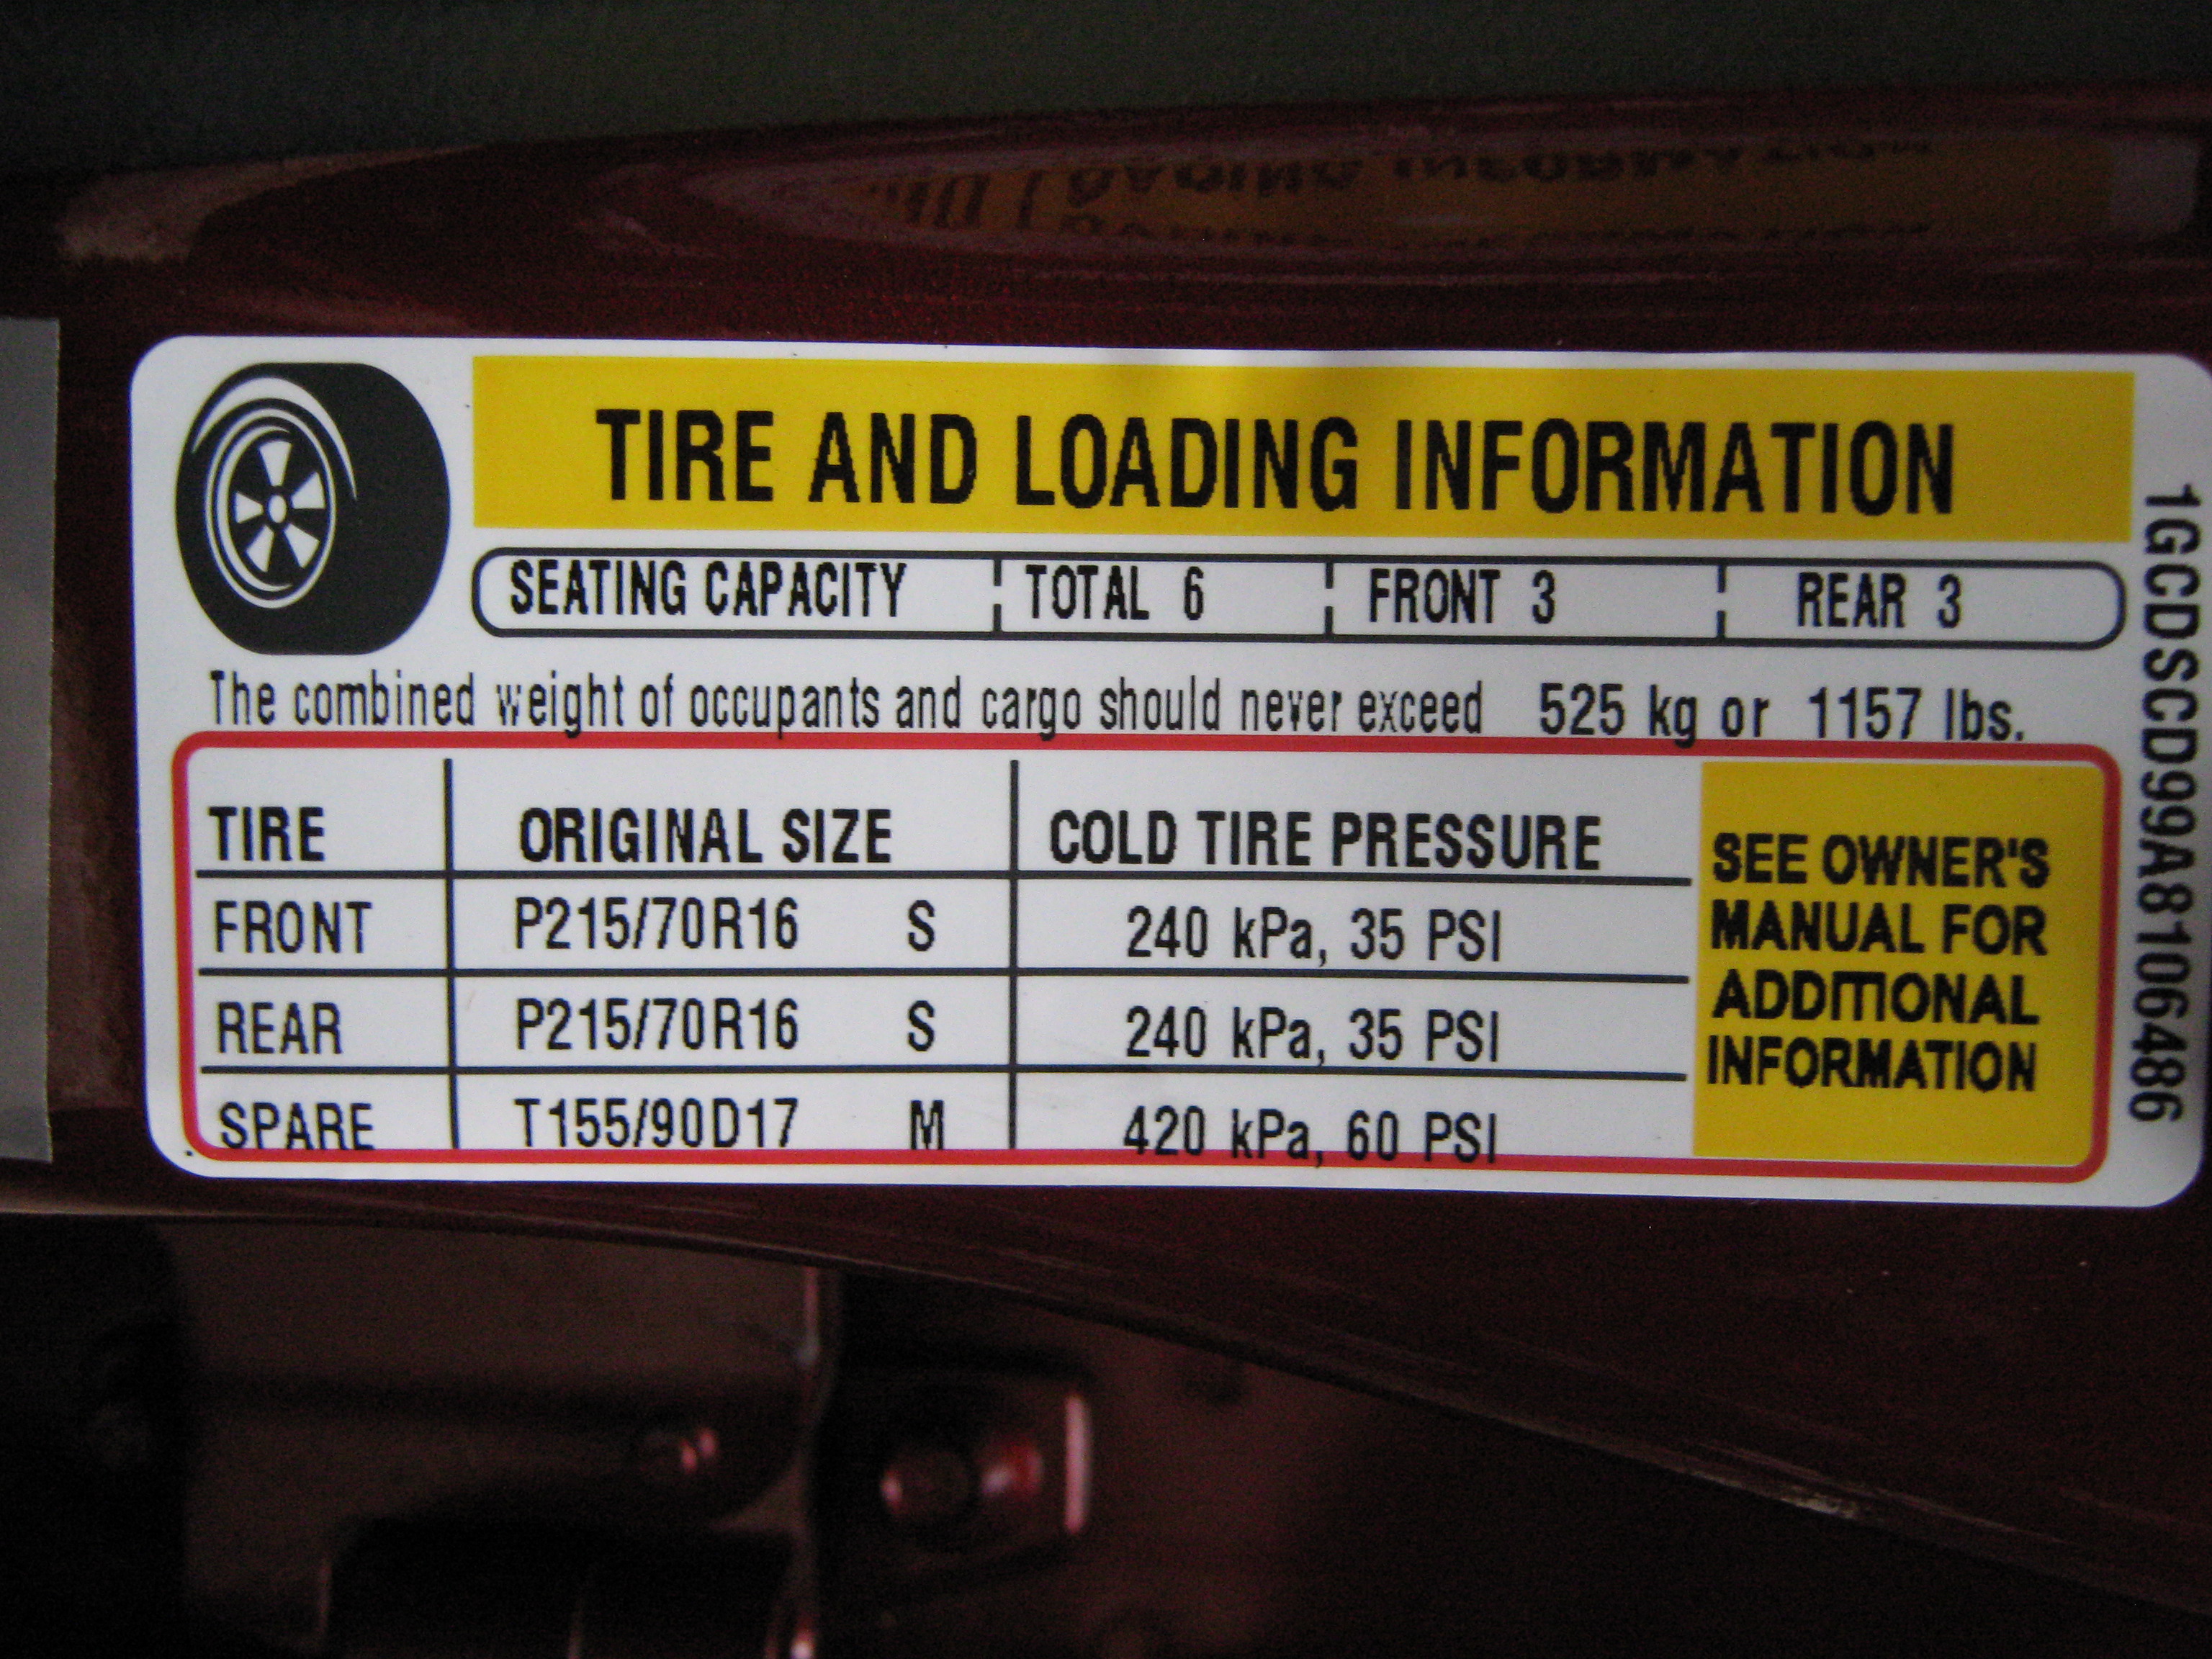 TIRE AND LOADING INFORMATION
SEATING CAPACITY TOTAL 6 FRONT 3 REAR 3
The combined weight of occupants and cargo should never exceed 525 kg or 1157 lbs.
TIRE ORIGINAL SIZE COLD TIRE PRESSURE
FRONT P215/70R16 S 240 kPa, 35 PSI
REAR P215/70R16 S 240 kPa, 35 PSI
SPARE T155/90D17 M 420 kPa, 60 PSI
SEE OWNER'S
MANUAL FOR
ADDITIONAL
INFORMATION
1GCDSCD99A8106486